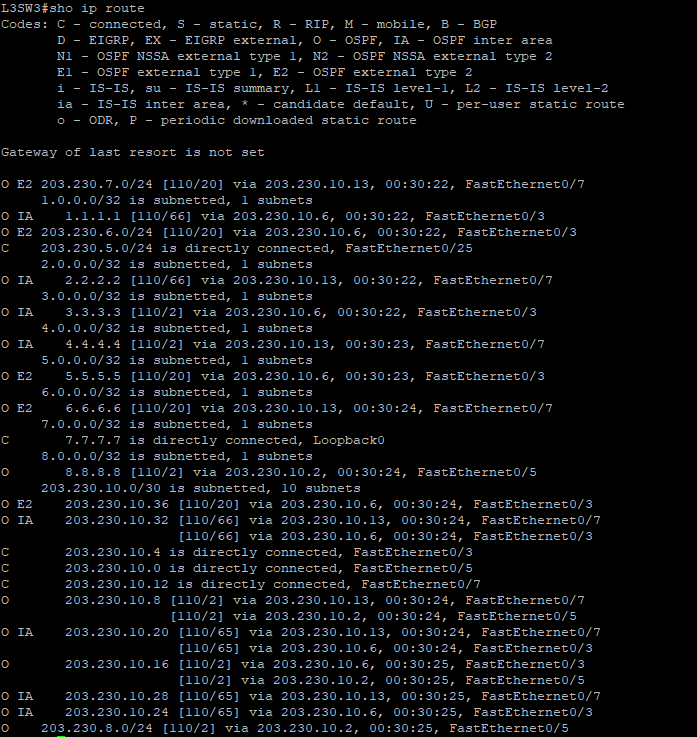 L3SW3#sho ip route
Codes: C - connected, S - static, R - RIP, M - mobile, B - BGP
       D - EIGRP, EX - EIGRP external, O - OSPF, IA - OSPF inter area
       N1 - OSPF NSSA external type 1, N2 - OSPF NSSA external type 2
       E1 - OSPF external type 1, E2 - OSPF external type 2
       i - IS-IS, su - IS-IS summary, L1 - IS-IS level-1, L2 - IS-IS level-2
       ia - IS-IS inter area, * - candidate default, U - per-user static route
       o - ODR, P - periodic downloaded static route
Gateway of last resort is not set
O E2 203.230.7.0/24 [110/20] via 203.230.10.13, 00:30:22, FastEthernet0/7
     1.0.0.0/32 is subnetted, 1 subnets
O IA    1.1.1.1 [110/66] via 203.230.10.6, 00:30:22, FastEthernet0/3
O E2 203.230.6.0/24 [110/20] via 203.230.10.6, 00:30:22, FastEthernet0/3
C    203.230.5.0/24 is directly connected, FastEthernet0/25
     2.0.0.0/32 is subnetted, 1 subnets
O IA    2.2.2.2 [110/66] via 203.230.10.13, 00:30:22, FastEthernet0/7
     3.0.0.0/32 is subnetted, 1 subnets
O IA    3.3.3.3 [110/2] via 203.230.10.6, 00:30:22, FastEthernet0/3
     4.0.0.0/32 is subnetted, 1 subnets
O IA    4.4.4.4 [110/2] via 203.230.10.13, 00:30:23, FastEthernet0/7
     5.0.0.0/32 is subnetted, 1 subnets
O E2    5.5.5.5 [110/20] via 203.230.10.6, 00:30:23, FastEthernet0/3
     6.0.0.0/32 is subnetted, 1 subnets
O E2    6.6.6.6 [110/20] via 203.230.10.13, 00:30:24, FastEthernet0/7
     7.0.0.0/32 is subnetted, 1 subnets
C       7.7.7.7 is directly connected, Loopback0
     8.0.0.0/32 is subnetted, 1 subnets
O       8.8.8.8 [110/2] via 203.230.10.2, 00:30:24, FastEthernet0/5
     203.230.10.0/30 is subnetted, 10 subnets
O E2    203.230.10.36 [110/20] via 203.230.10.6, 00:30:24, FastEthernet0/3
O IA    203.230.10.32 [110/66] via 203.230.10.13, 00:30:24, FastEthernet0/7
                      [110/66] via 203.230.10.6, 00:30:24, FastEthernet0/3
C       203.230.10.4 is directly connected, FastEthernet0/3
C       203.230.10.0 is directly connected, FastEthernet0/5
C       203.230.10.12 is directly connected, FastEthernet0/7
O       203.230.10.8 [110/2] via 203.230.10.13, 00:30:24, FastEthernet0/7
                     [110/2] via 203.230.10.2, 00:30:24, FastEthernet0/5
O IA    203.230.10.20 [110/65] via 203.230.10.13, 00:30:24, FastEthernet0/7
                      [110/65] via 203.230.10.6, 00:30:24, FastEthernet0/3
O       203.230.10.16 [110/2] via 203.230.10.6, 00:30:25, FastEthernet0/3
                      [110/2] via 203.230.10.2, 00:30:25, FastEthernet0/5
O IA    203.230.10.28 [110/65] via 203.230.10.13, 00:30:25, FastEthernet0/7
O IA    203.230.10.24 [110/65] via 203.230.10.6, 00:30:25, FastEthernet0/3
O    203.230.8.0/24 [110/2] via 203.230.10.2, 00:30:25, FastEthernet0/5